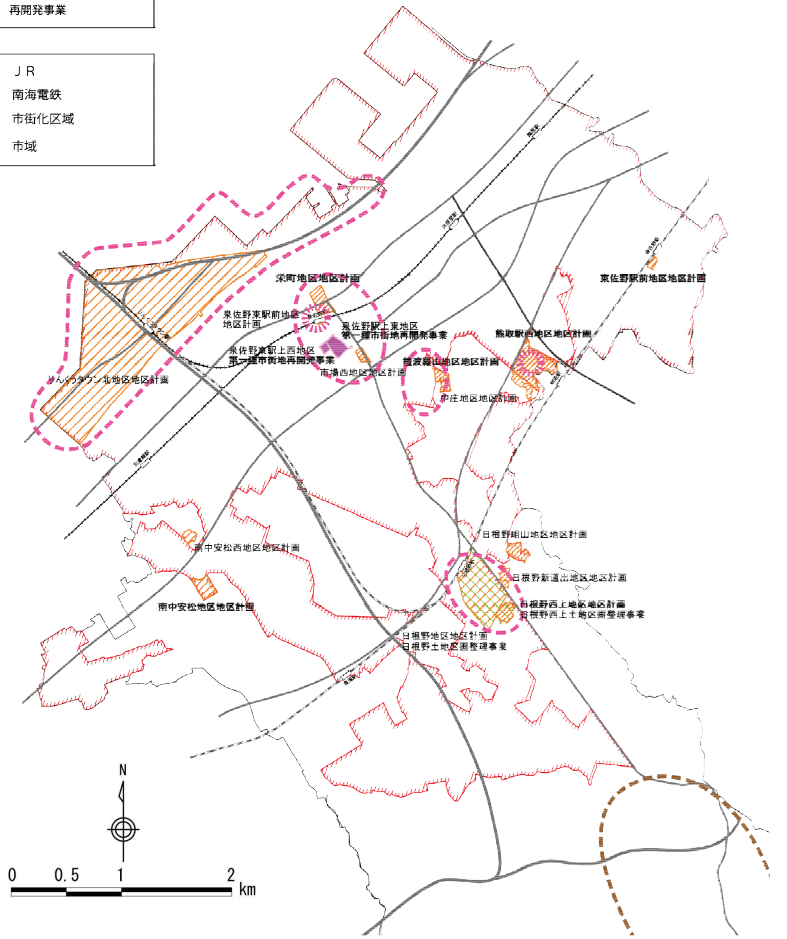 再開発事業
ＪＲ
南海電鉄
市街化区域
市域
栄町地区地区計画
東佐野駅前地区地区計画
泉佐野東駅前地区
地区計画
泉佐野駅上東地区
第一種市街地再開発事業
熊取駅西地区地区計画
泉佐野東駅上西地区
第一種市街地再開発事業
市場西地区地区計画
りんくうタウン北地区地区計画
中庄地区地区計画
日根野岨山地区地区計画
南中安松西地区地区計画
日根野新道出地区地区計画
南中安松地区地区計画
日根野西上地区地区計画
日根野西上土地区画整理事業
日根野地区地区計画
日根野土地区画整理事業
N
0 0.5 1 2
km